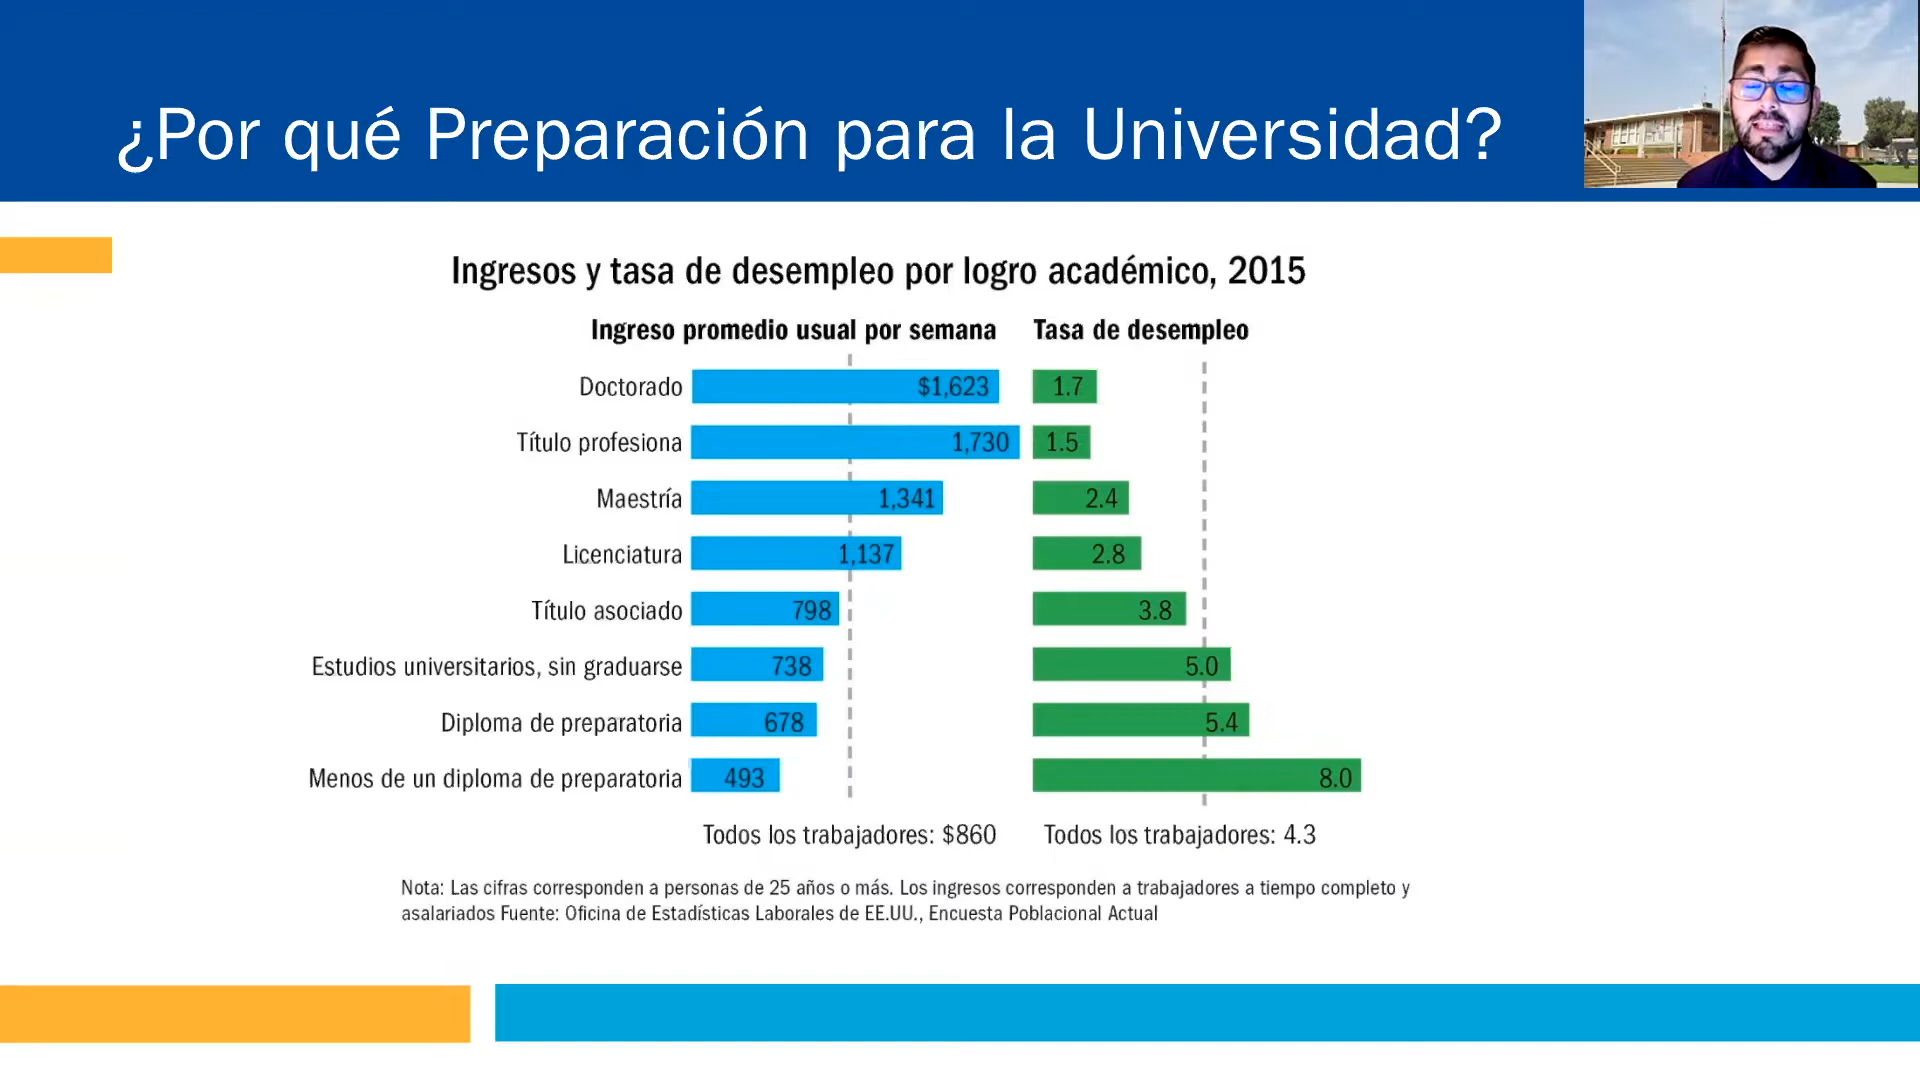 ¿Por qué Preparación para la Universidad?
Ingresos y tasa de desempleo por logro académico, 2015
Ingreso promedio usual por semana Tasa de desempleo
Doctorado $1,623 1.7
Título profesiona 1,730 1.5
Maestría 1,341 2.4
Licenciatura 1,137 2.8
Título asociado 798 3.8
Estudios universitarios, sin graduarse 738 5.0
Diploma de preparatoria 678 5.4
Menos de un diploma de preparatoria 493 8.0
Todos los trabajadores: $860 Todos los trabajadores: 4.3
Nota: Las cifras corresponden a personas de 25 años o más. Los ingresos corresponden a trabajadores a tiempo completo y
asalariados Fuente: Oficina de Estadísticas Laborales de EE.UU., Encuesta Poblacional Actual